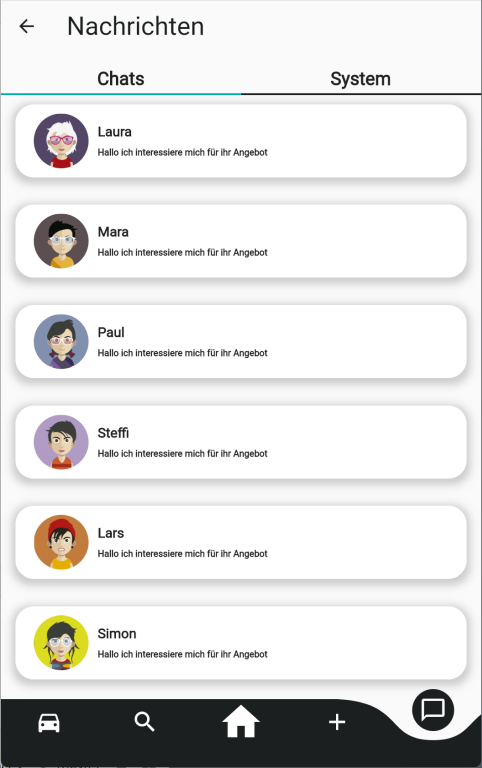 Nachrichten
Chats
System
Laura
Hallo ich interessiere mich für ihr Angebot
Mara
Hallo ich interessiere mich für ihr Angebot
Paul
Hallo ich interessiere mich für ihr Angebot
Steffi
Hallo ich interessiere mich für ihr Angebot
Lars
Hallo ich interessiere mich für ihr Angebot
Simon
Hallo ich interessiere mich für ihr Angebot